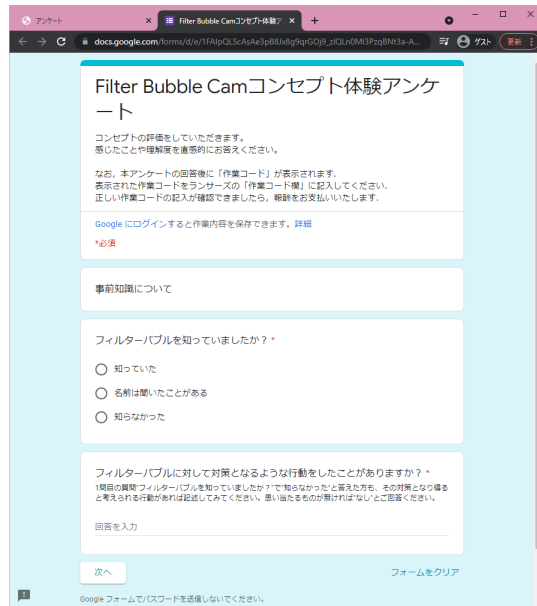 アンケート
Filter Bubble Camコンセプト体験ア
docs.google.com/forms/d/e/1FAIpQLScAsAe3pB8Jx8g9qrGOj9_zIQLn0MI3PzqBNt3a-A...
ゲスト
更新
Filter Bubble Camコンセプト体験アンケ
ート
コンセプトの評価をしていただきます。
感じたことや理解度を直感的にお答えください。
なお，本アンケートの回答後に「作業コード」が表示されます．
表示された作業コードをランサーズの「作業コード欄」に記入してください．
正しい作業コードの記入が確認できましたら，報酬をお支払いいたします．
Google にログインすると作業内容を保存できます。詳細
*必須
事前知識について
フィルターバブルを知っていましたか？ *
知っていた
名前は聞いたことがある
知らなかった
フィルターバブルに対して対策となるような行動をしたことがありますか？ *
1問目の質問"フィルターバブルを知っていましたか？"で"知らなかった"と答えた方も、その対策となり得る
と考えられる行動があれば記述してみてください。思い当たるものが無ければ"なし"とご回答ください。
回答を入力
次へ
フォームをクリア
Google フォームでパスワードを送信しないでください。